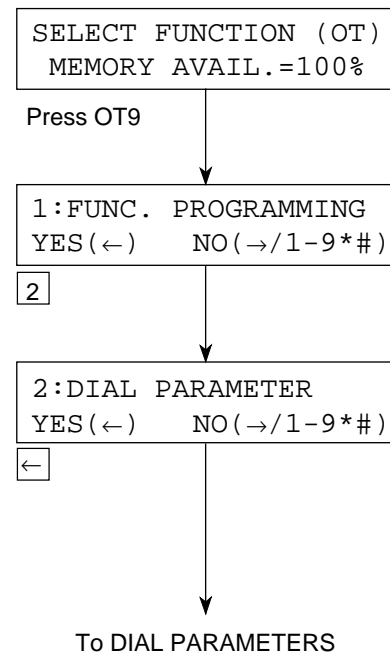 SELECT FUNCTION (OT)
MEMORY AVAIL.=100%
Press OT9
1:FUNC. PROGRAMMING
YES(←) NO(→/1-9*#)
2
2:DIAL PARAMETER
YES(←) NO(→/1-9*#)
←
To DIAL PARAMETERS